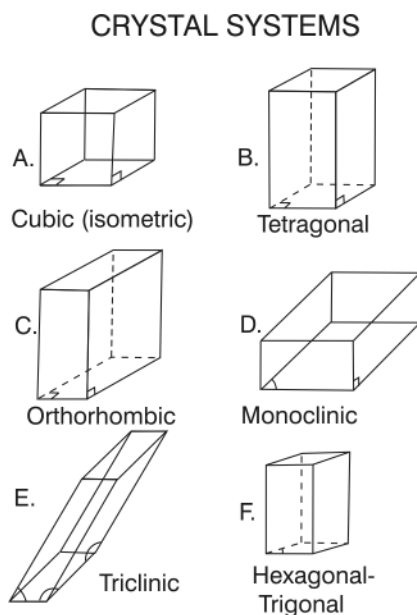 CRYSTAL SYSTEMS
A.
Cubic (isometric)
B.
Tetragonal
C.
Orthorhombic
D.
Monoclinic
E.
Triclinic
F.
Hexagonal-
Trigonal